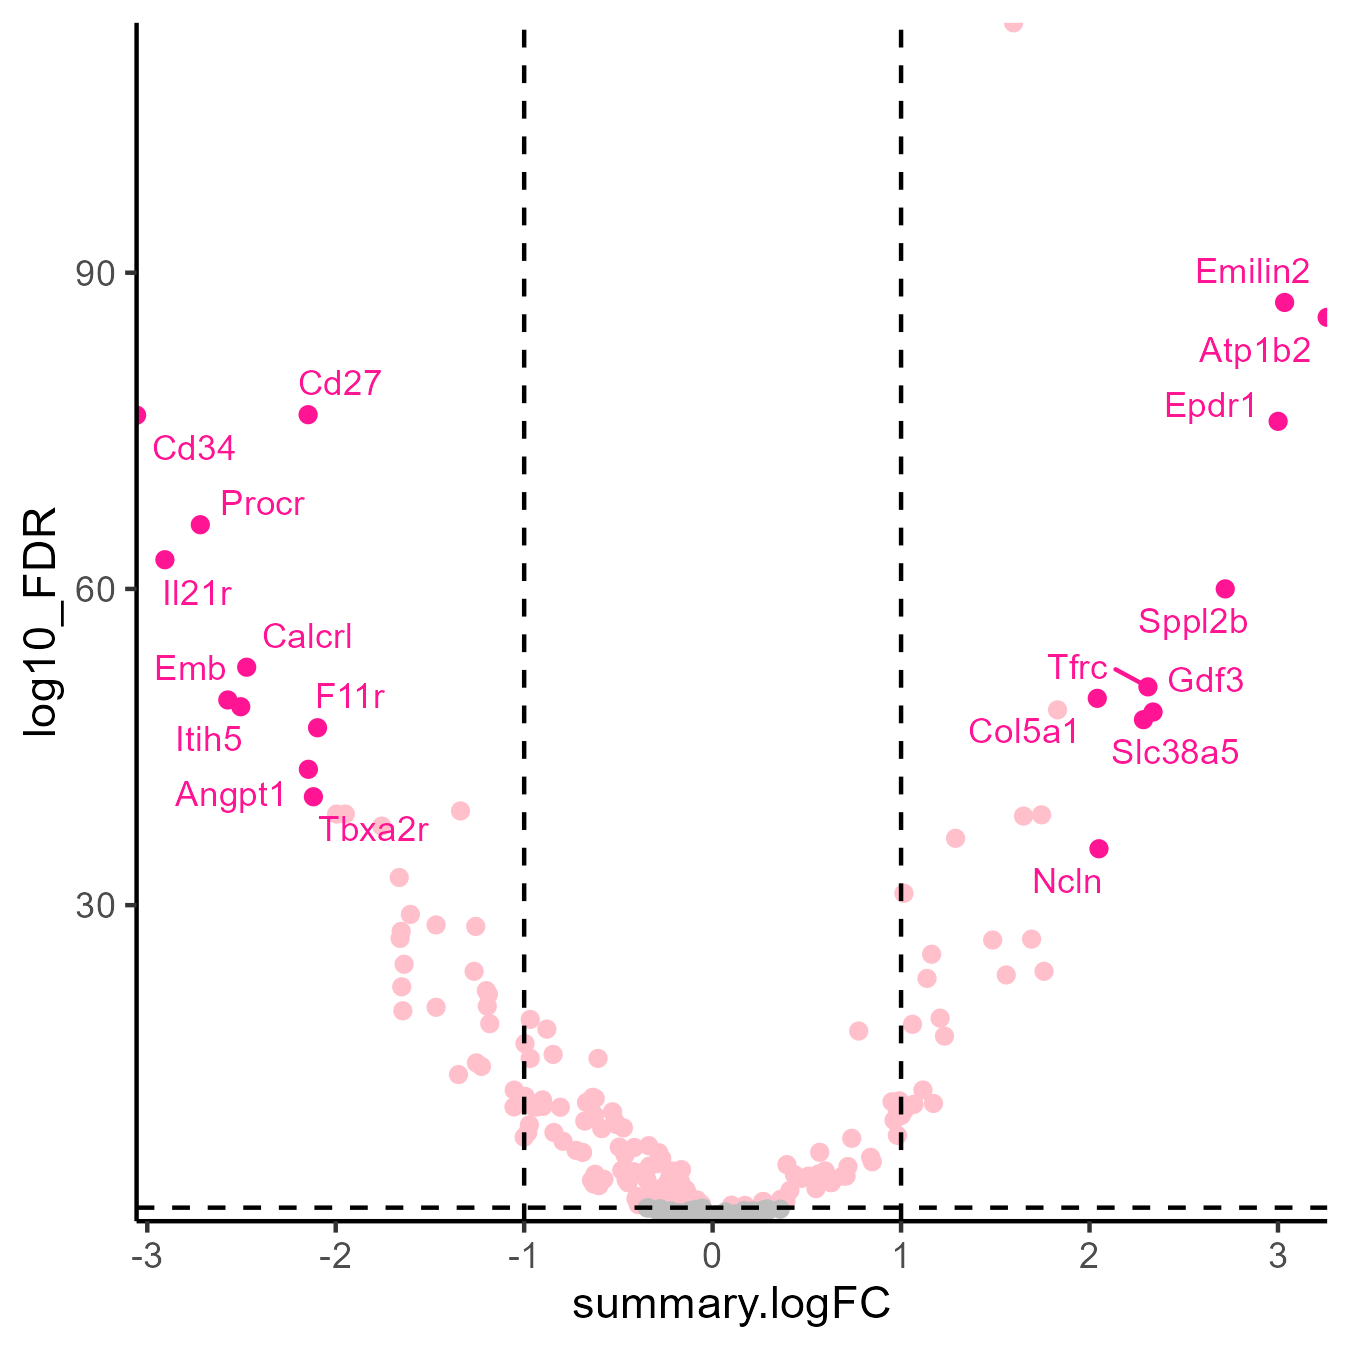 Emilin2
90
Atp1b2
Cd27
Epdr1
Cd34
Procr
60
Il21r
Sppl2b
Calcrl
Emb
Tfrc
Gdf3
F11r
Itih5
Col5a1
Slc38a5
Angpt1
Tbxa2r
Ncln
30
log10_FDR
-3 -2 -1 0 1 2 3
summary.logFC